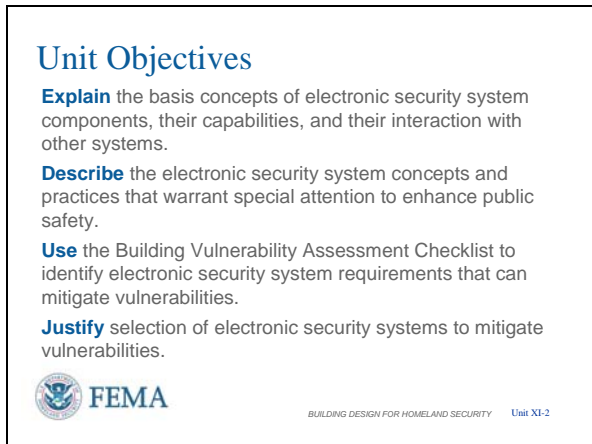 Unit Objectives
Explain the basis concepts of electronic security system
components, their capabilities, and their interaction with
other systems.
Describe the electronic security system concepts and
practices that warrant special attention to enhance public
safety.
Use the Building Vulnerability Assessment Checklist to
identify electronic security system requirements that can
mitigate vulnerabilities.
Justify selection of electronic security systems to mitigate
vulnerabilities.
FEMA
BUILDING DESIGN FOR HOMELAND SECURITY Unit XI-2